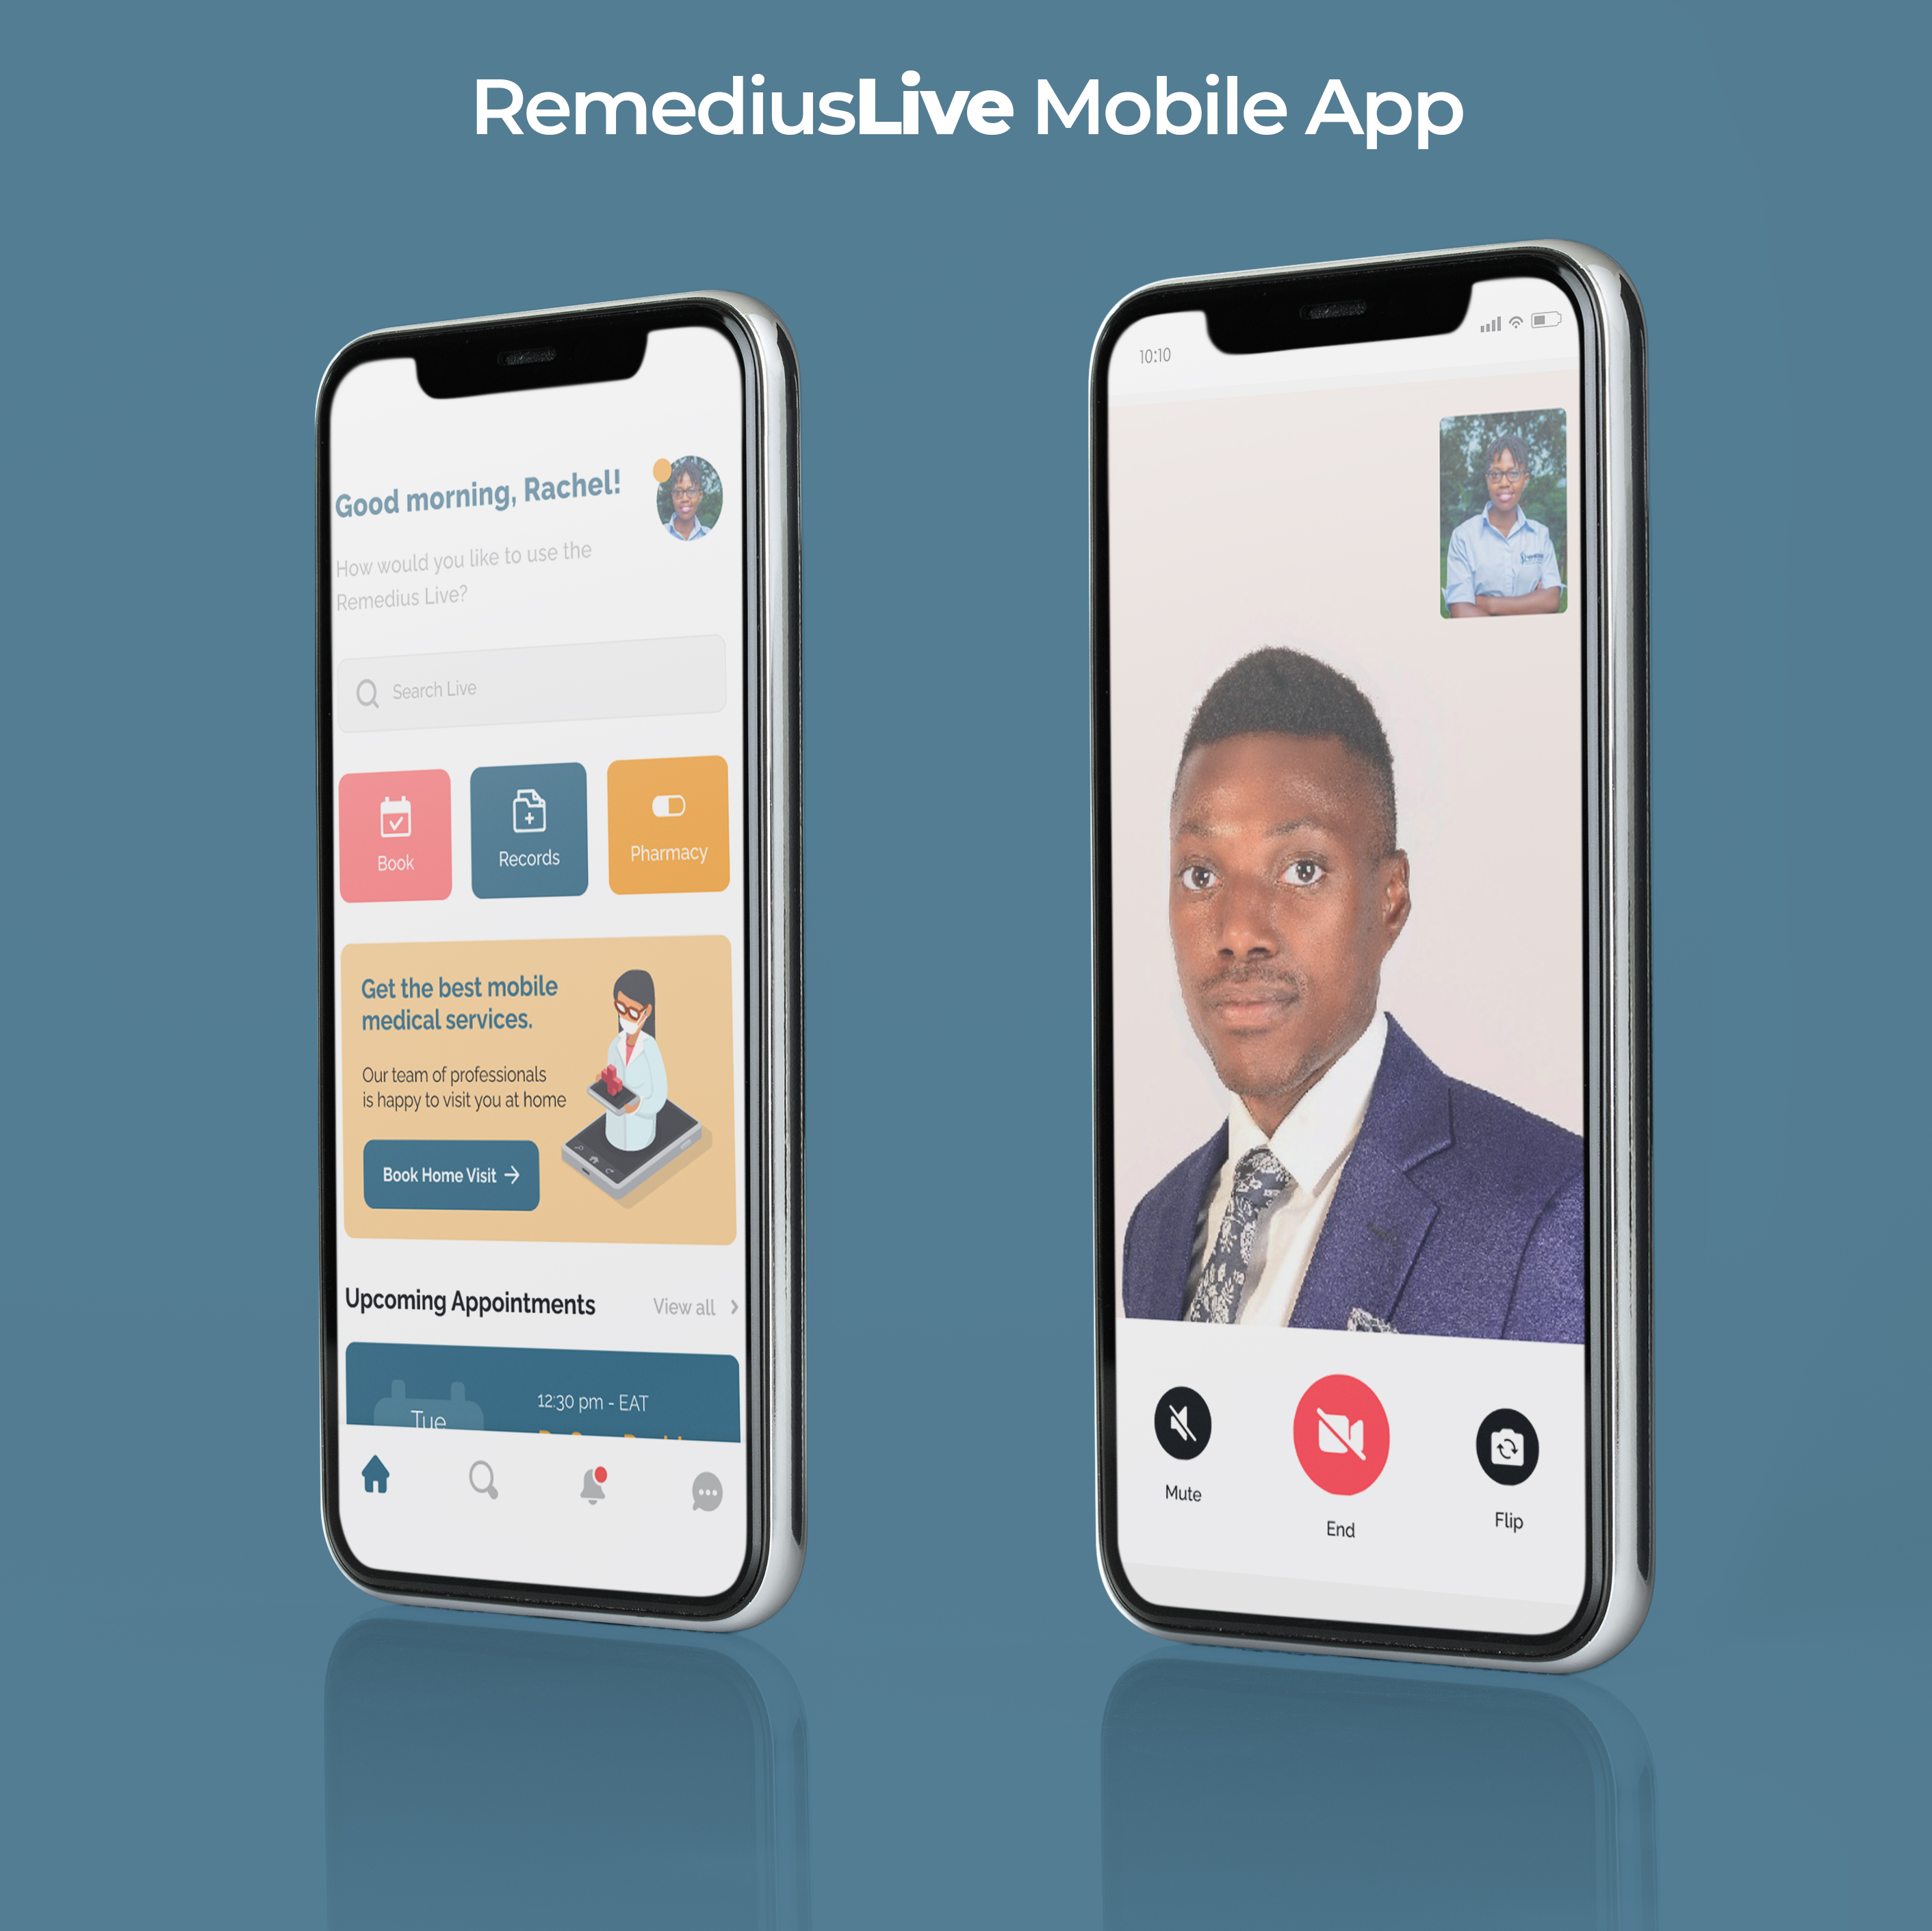 RemediusLive Mobile App
Good morning, Rachel!
How would you like to use the
Remedius Live?
Search Live
Book
Records
Pharmacy
Get the best mobile
medical services.
Our team of professionals
is happy to visit you at home
Book Home Visit →
Upcoming Appointments
View all >
Tue
12:30 pm - EAT
10:10
Mute
End
Flip